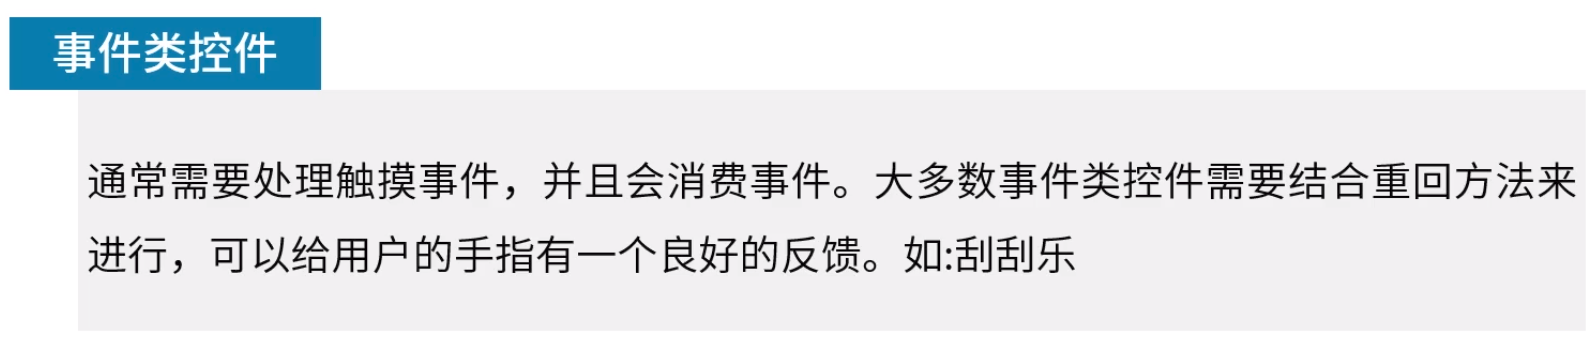 事件类控件
通常需要处理触摸事件，并且会消费事件。大多数事件类控件需要结合重回方法来
进行，可以给用户的手指有一个良好的反馈。如:刮刮乐